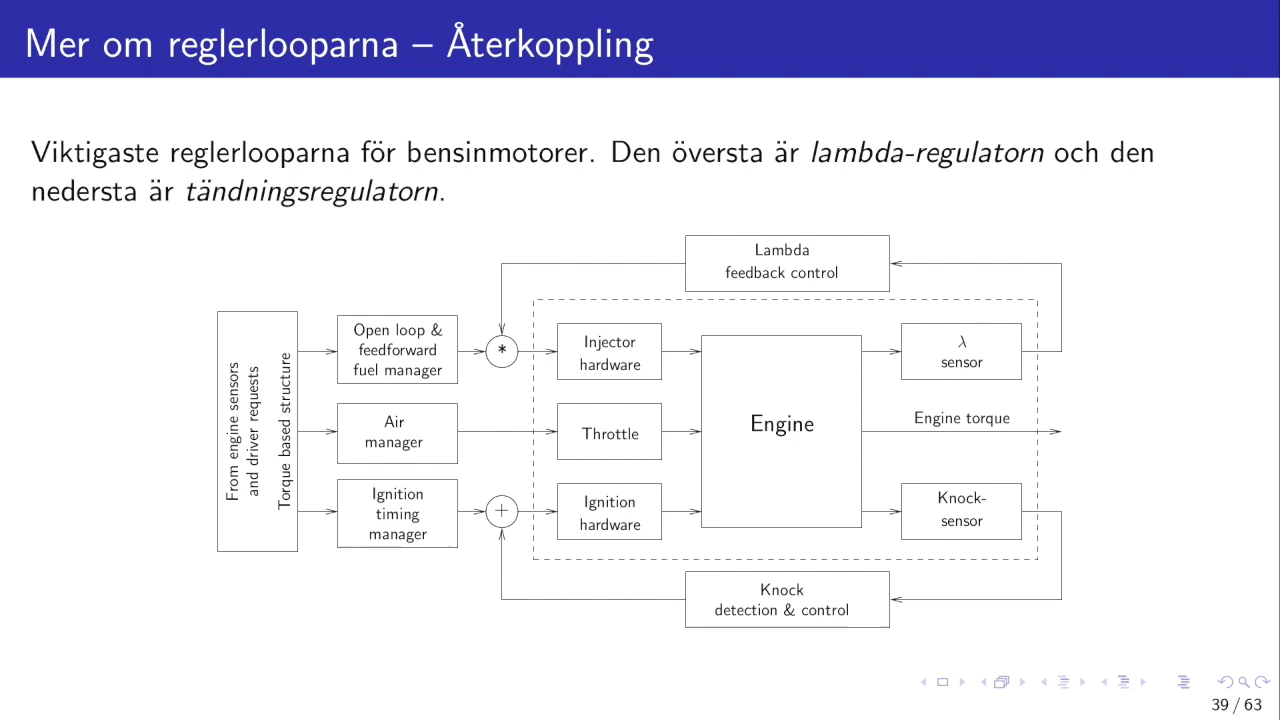 Mer om reglerlooparna – Återkoppling
Viktigaste reglerlooparna för bensinmotorer. Den översta är lambda-regulatorn och den
nedersta är tändningsregulatorn.
Lambda
feedback control
From engine sensors
and driver requests
Torque based structure
Open loop &
feedforward
fuel manager
*
Injector
hardware
λ
sensor
Air
manager
Throttle
Engine
Engine torque
Ignition
timing
manager
+
Ignition
hardware
Knock-
sensor
Knock
detection & control
39 / 63